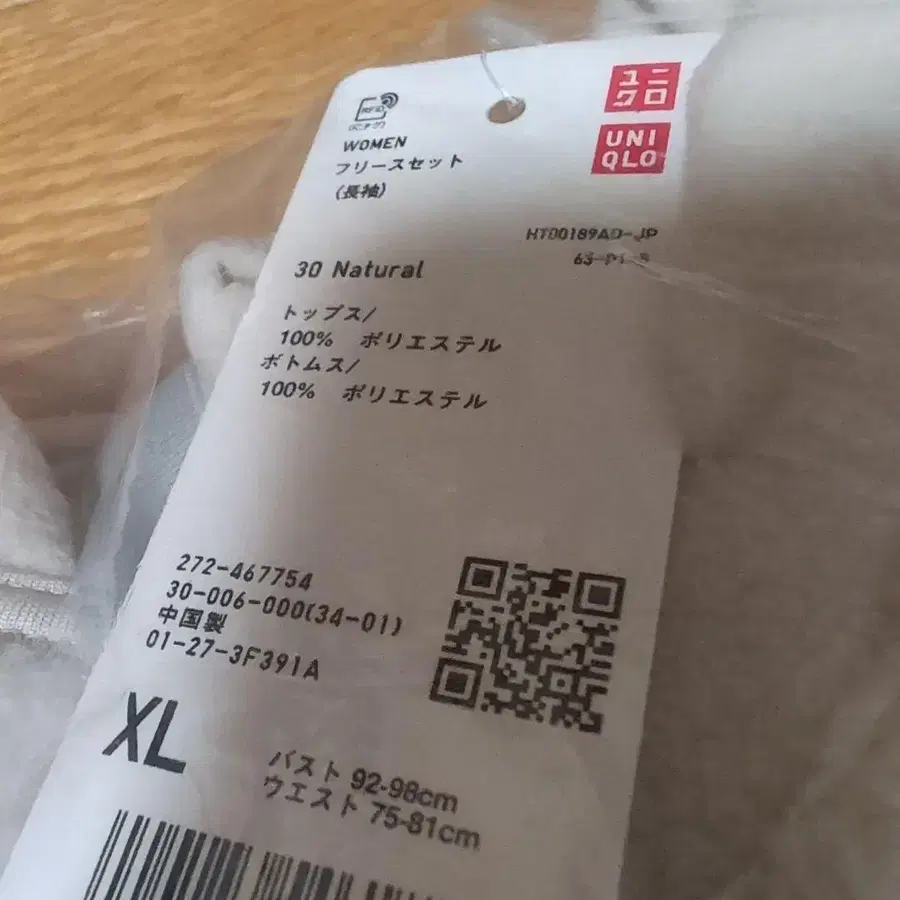 RFID
WOMEN
フリースセット
(長袖)
ユニ
クロ
UNI
QLO
HT00189AD-JP
30 Natural
トップス/
100% ポリエステル
ボトムス/
100% ポリエステル
272-467754
30-006-000(34-01)
中国製
01-27-3F391A
XL
バスト 92-98cm
ウエスト 75-81cm